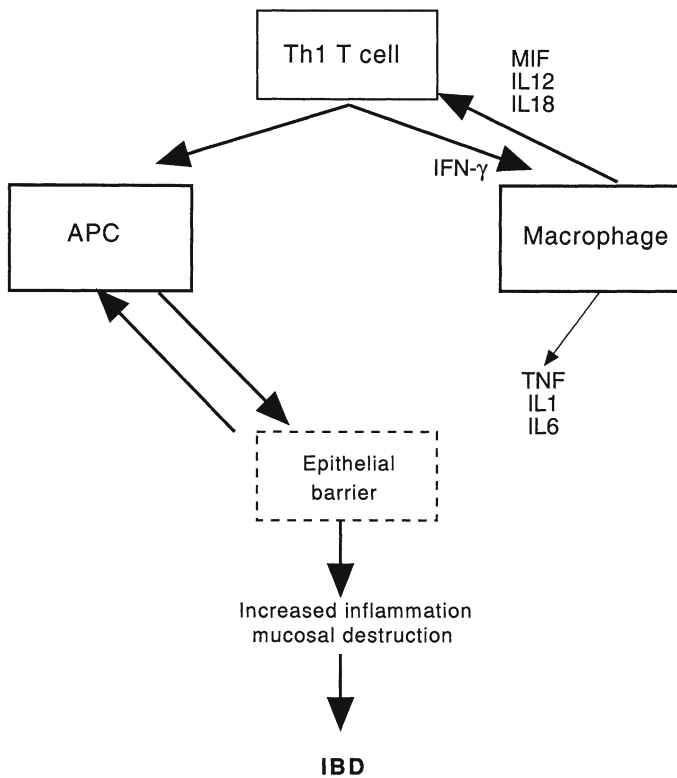 Th1 T cell
MIF
IL12
IL18
IFN-γ
APC
Macrophage
TNF
IL1
IL6
Epithelial
barrier
Increased inflammation
mucosal destruction
IBD